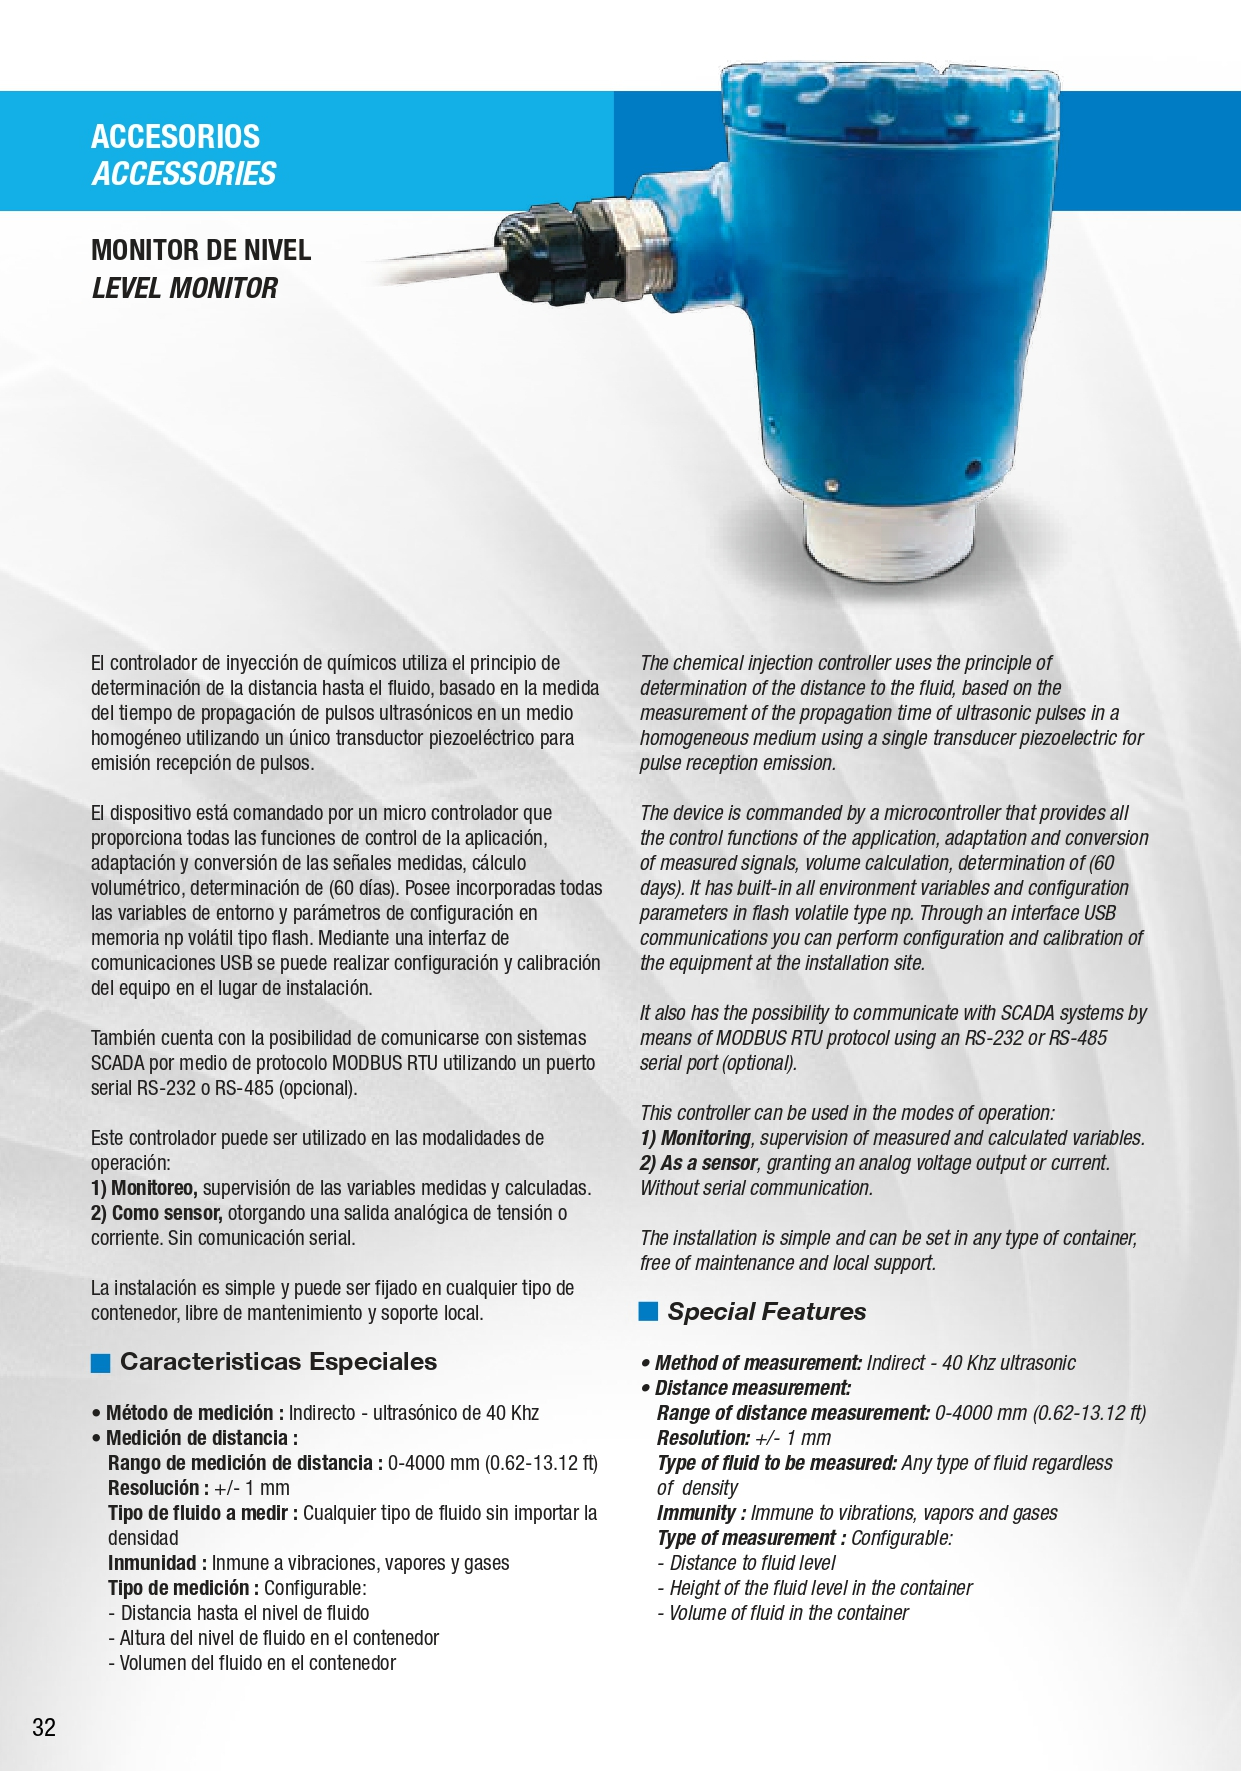 ACCESORIOS
ACCESSORIES
MONITOR DE NIVEL
LEVEL MONITOR
El controlador de inyección de químicos utiliza el principio de
determinación de la distancia hasta el fluido, basado en la medida
del tiempo de propagación de pulsos ultrasónicos en un medio
homogéneo utilizando un único transductor piezoeléctrico para
emisión recepción de pulsos.
El dispositivo está comandado por un micro controlador que
proporciona todas las funciones de control de la aplicación,
adaptación y conversión de las señales medidas, cálculo
volumétrico, determinación de (60 días). Posee incorporadas todas
las variables de entorno y parámetros de configuración en
memoria np volátil tipo flash. Mediante una interfaz de
comunicaciones USB se puede realizar configuración y calibración
del equipo en el lugar de instalación.
También cuenta con la posibilidad de comunicarse con sistemas
SCADA por medio de protocolo MODBUS RTU utilizando un puerto
serial RS-232 o RS-485 (opcional).
Este controlador puede ser utilizado en las modalidades de
operación:
1) Monitoreo, supervisión de las variables medidas y calculadas.
2) Como sensor, otorgando una salida analógica de tensión o
corriente. Sin comunicación serial.
La instalación es simple y puede ser fijado en cualquier tipo de
contenedor, libre de mantenimiento y soporte local.
Caracteristicas Especiales
• Método de medición : Indirecto - ultrasónico de 40 Khz
• Medición de distancia :
Rango de medición de distancia : 0-4000 mm (0.62-13.12 ft)
Resolución : +/- 1 mm
Tipo de fluido a medir : Cualquier tipo de fluido sin importar la
densidad
Inmunidad : Inmune a vibraciones, vapores y gases
Tipo de medición : Configurable:
- Distancia hasta el nivel de fluido
- Altura del nivel de fluido en el contenedor
- Volumen del fluido en el contenedor
The chemical injection controller uses the principle of
determination of the distance to the fluid, based on the
measurement of the propagation time of ultrasonic pulses in a
homogeneous medium using a single transducer piezoelectric for
pulse reception emission.
The device is commanded by a microcontroller that provides all
the control functions of the application, adaptation and conversion
of measured signals, volume calculation, determination of (60
days). It has built-in all environment variables and configuration
parameters in flash volatile type np. Through an interface USB
communications you can perform configuration and calibration of
the equipment at the installation site.
It also has the possibility to communicate with SCADA systems by
means of MODBUS RTU protocol using an RS-232 or RS-485
serial port (optional).
This controller can be used in the modes of operation:
1) Monitoring, supervision of measured and calculated variables.
2) As a sensor, granting an analog voltage output or current.
Without serial communication.
The installation is simple and can be set in any type of container,
free of maintenance and local support.
Special Features
• Method of measurement: Indirect - 40 Khz ultrasonic
• Distance measurement:
Range of distance measurement: 0-4000 mm (0.62-13.12 ft)
Resolution: +/- 1 mm
Type of fluid to be measured: Any type of fluid regardless
of density
Immunity : Immune to vibrations, vapors and gases
Type of measurement : Configurable:
- Distance to fluid level
- Height of the fluid level in the container
- Volume of fluid in the container
32